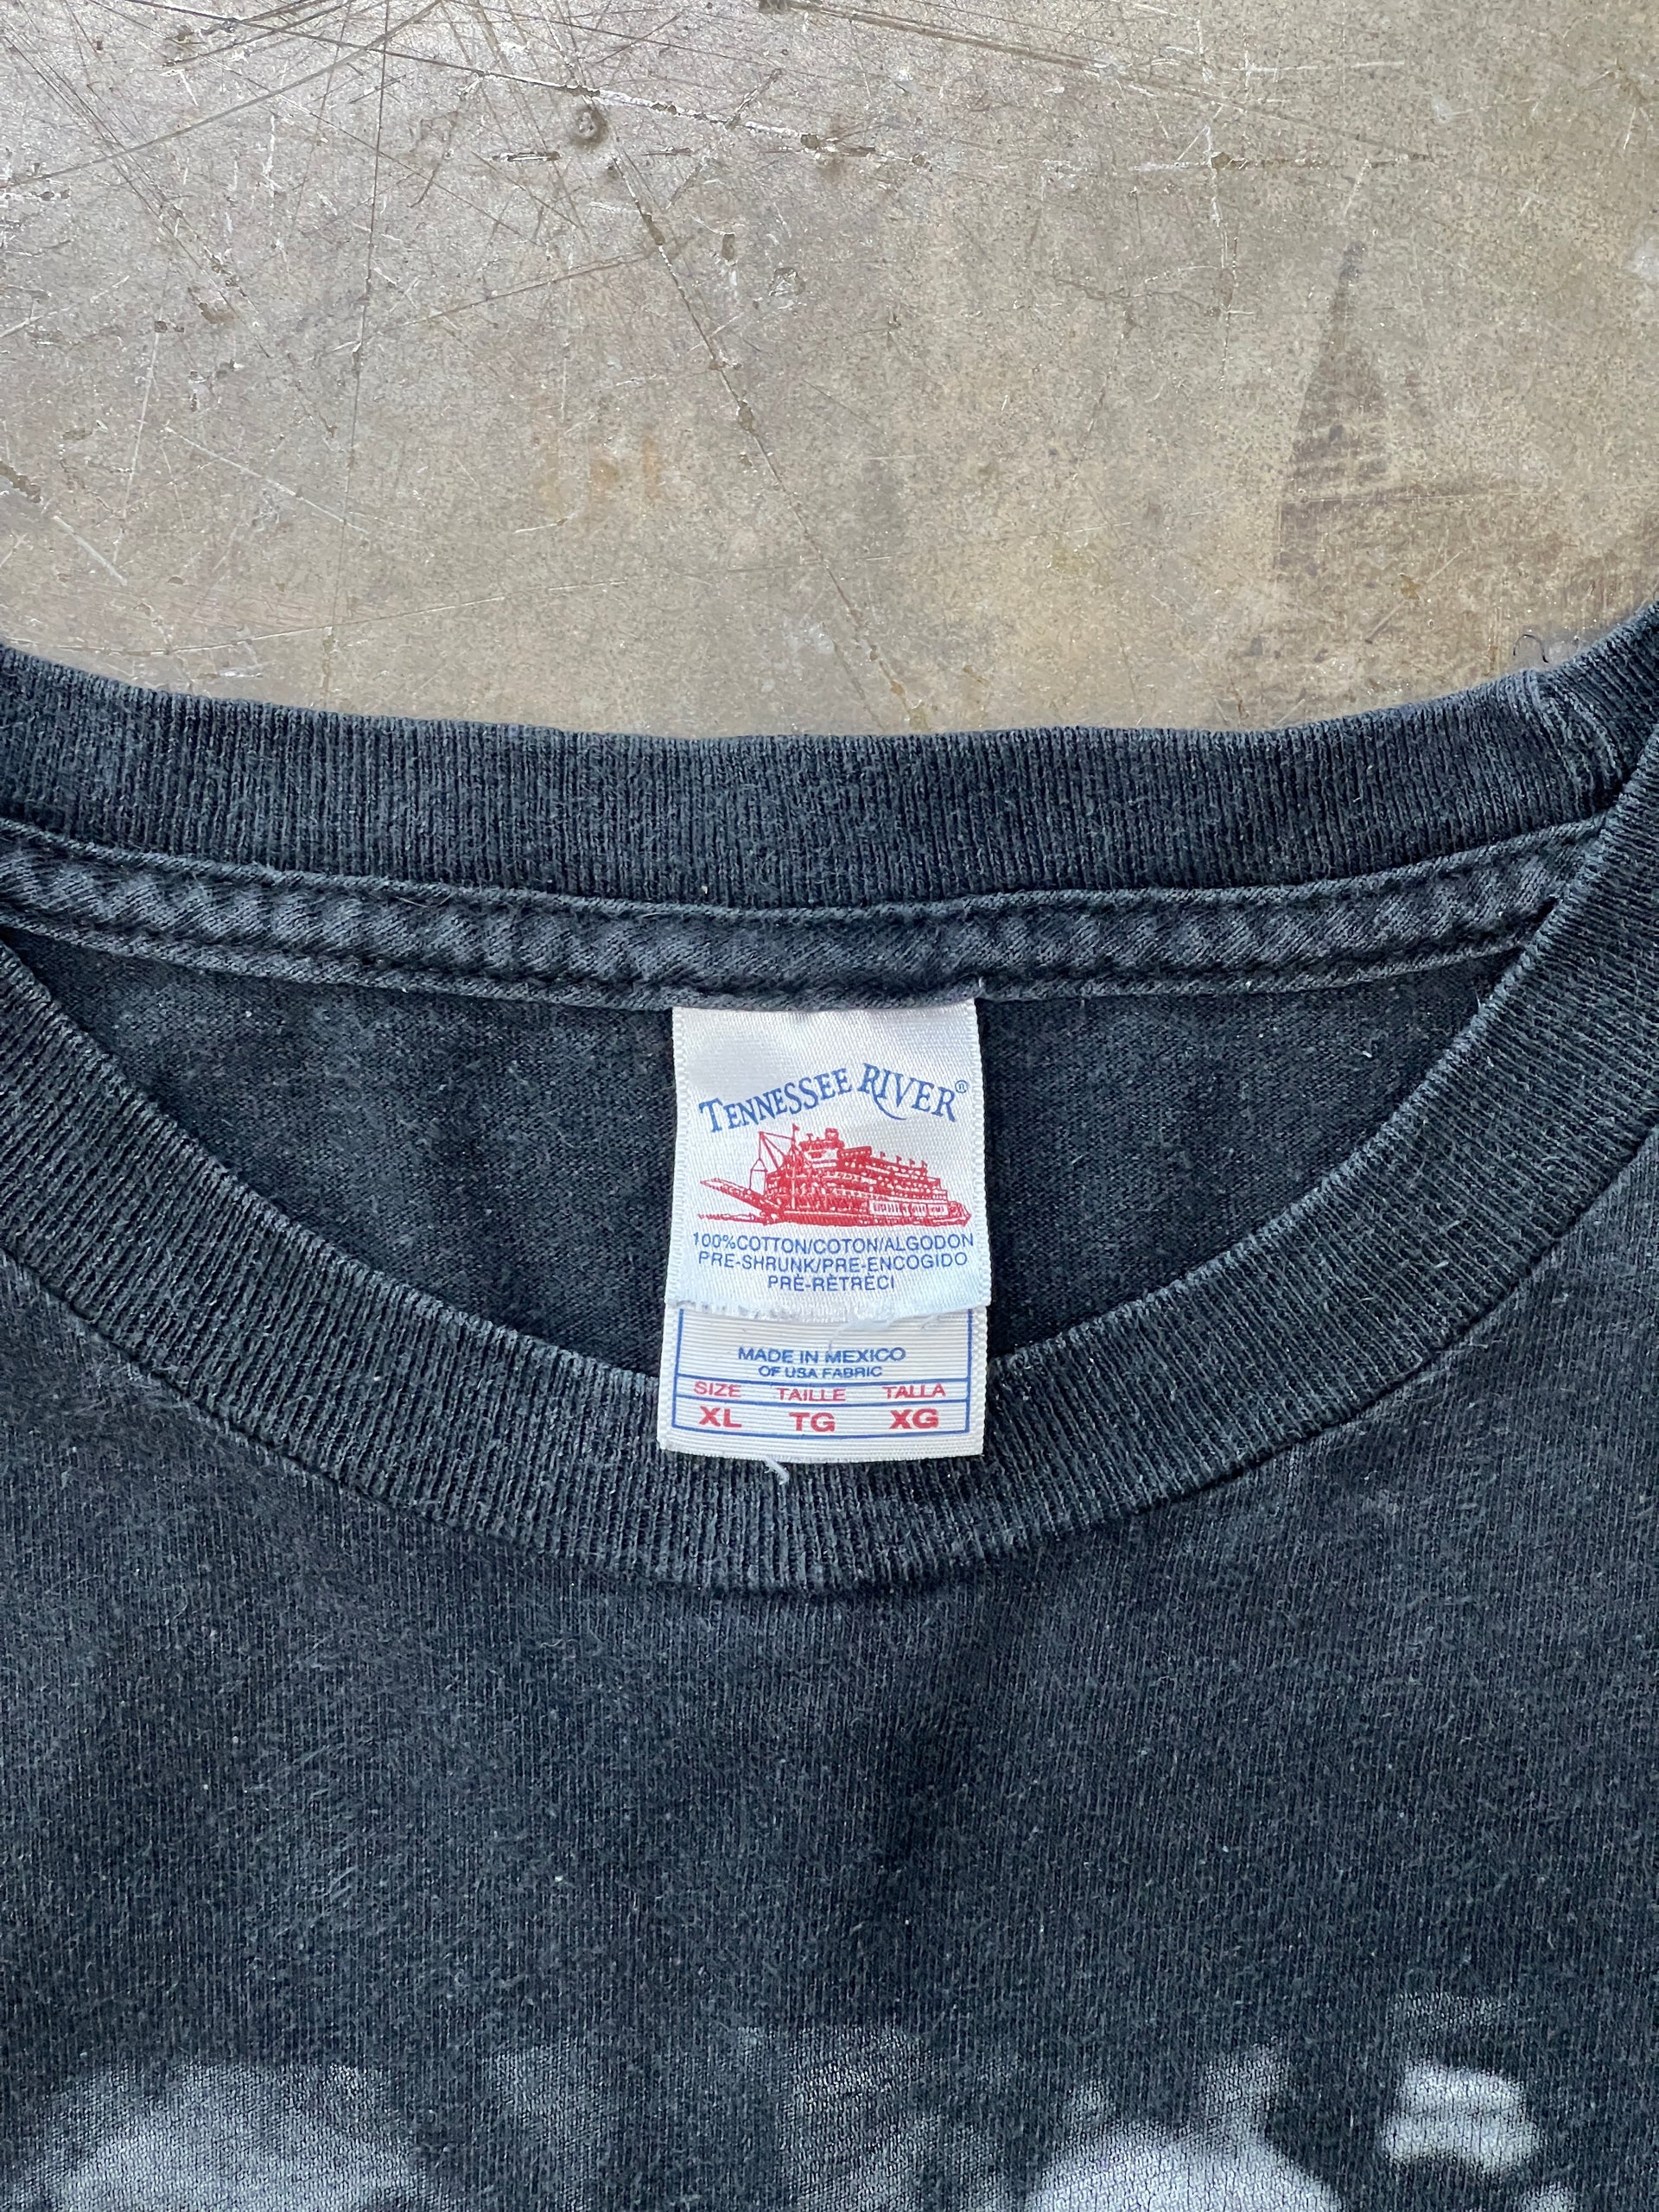 TENNESSEE RIVER®
100%COTTON/COTON/ALGODON
PRE-SHRUNK/PRE-ENCOGIDO
PRÉ-RÉTRÉCI
MADE IN MEXICO
OF USA FABRIC
SIZE TAILLE TALLA
XL TG XG